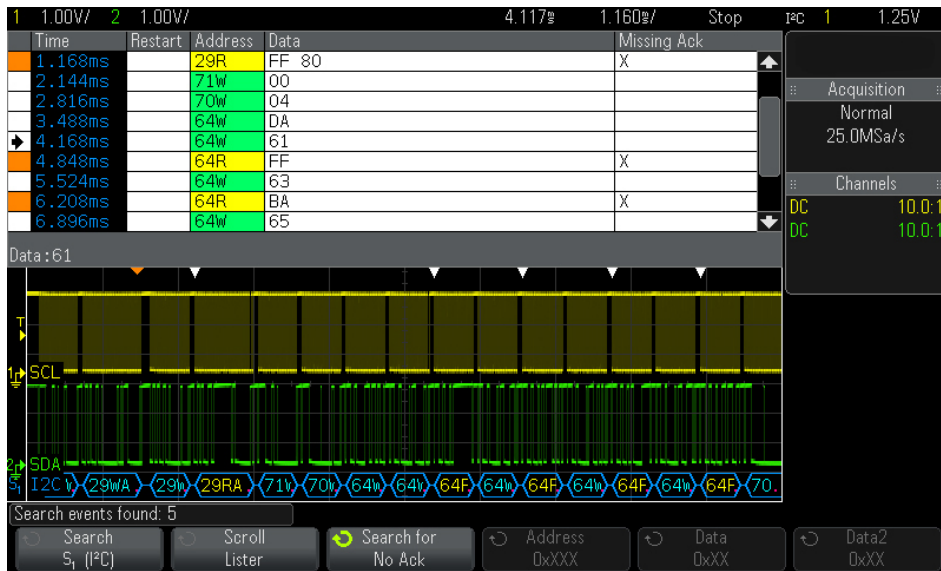 1 1.00V/ 2 1.00V/ 4.117s 1.160s/ Stop I²C 1 1.25V
Time Restart Address Data Missing Ack
1.168ms 29R FF 80 X
2.144ms 71W 00
2.816ms 70W 04
3.488ms 64W DA
4.168ms 64W 61
4.848ms 64R FF X
5.524ms 64W 63
6.208ms 64R BA X
6.896ms 64W 65
Data:61
Acquisition
Normal
25.0MSa/s
Channels
DC 10.0:1
DC 10.0:1
T
1 SCL
2 SDA
S₁ I2C 29WA 29W 29RA 71W 70W 64W 64W 64F 64W 64F 64W 64F 64W 64F 70.
Search events found: 5
Search Scroll Search for Address Data Data2
S₁ (I²C) Lister No Ack 0xXXX 0xXX 0xXX